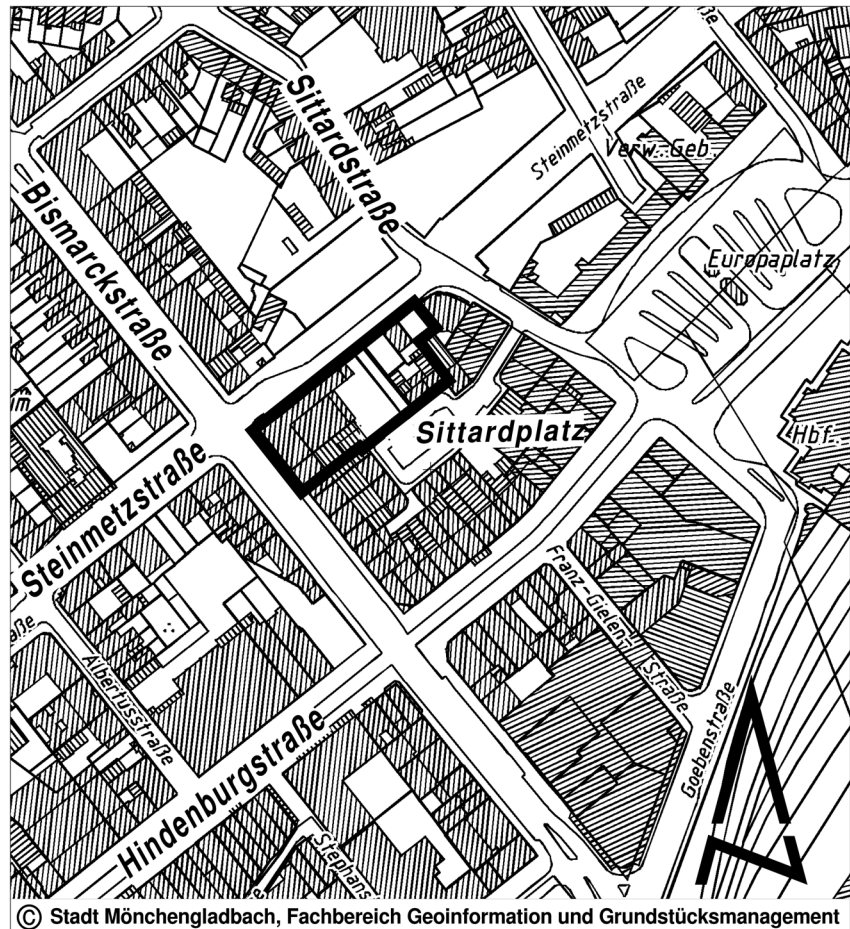 Sittardstraße
Steinmetzstraße
Verw.-Geb.
Bismarckstraße
Europaplatz
Sittardplatz
Hbf.
Steinmetzstraße
Franz-Gielen-Straße
Albertusstraße
Goebenstraße
Hindenburgstraße
© Stadt Mönchengladbach, Fachbereich Geoinformation und Grundstücksmanagement